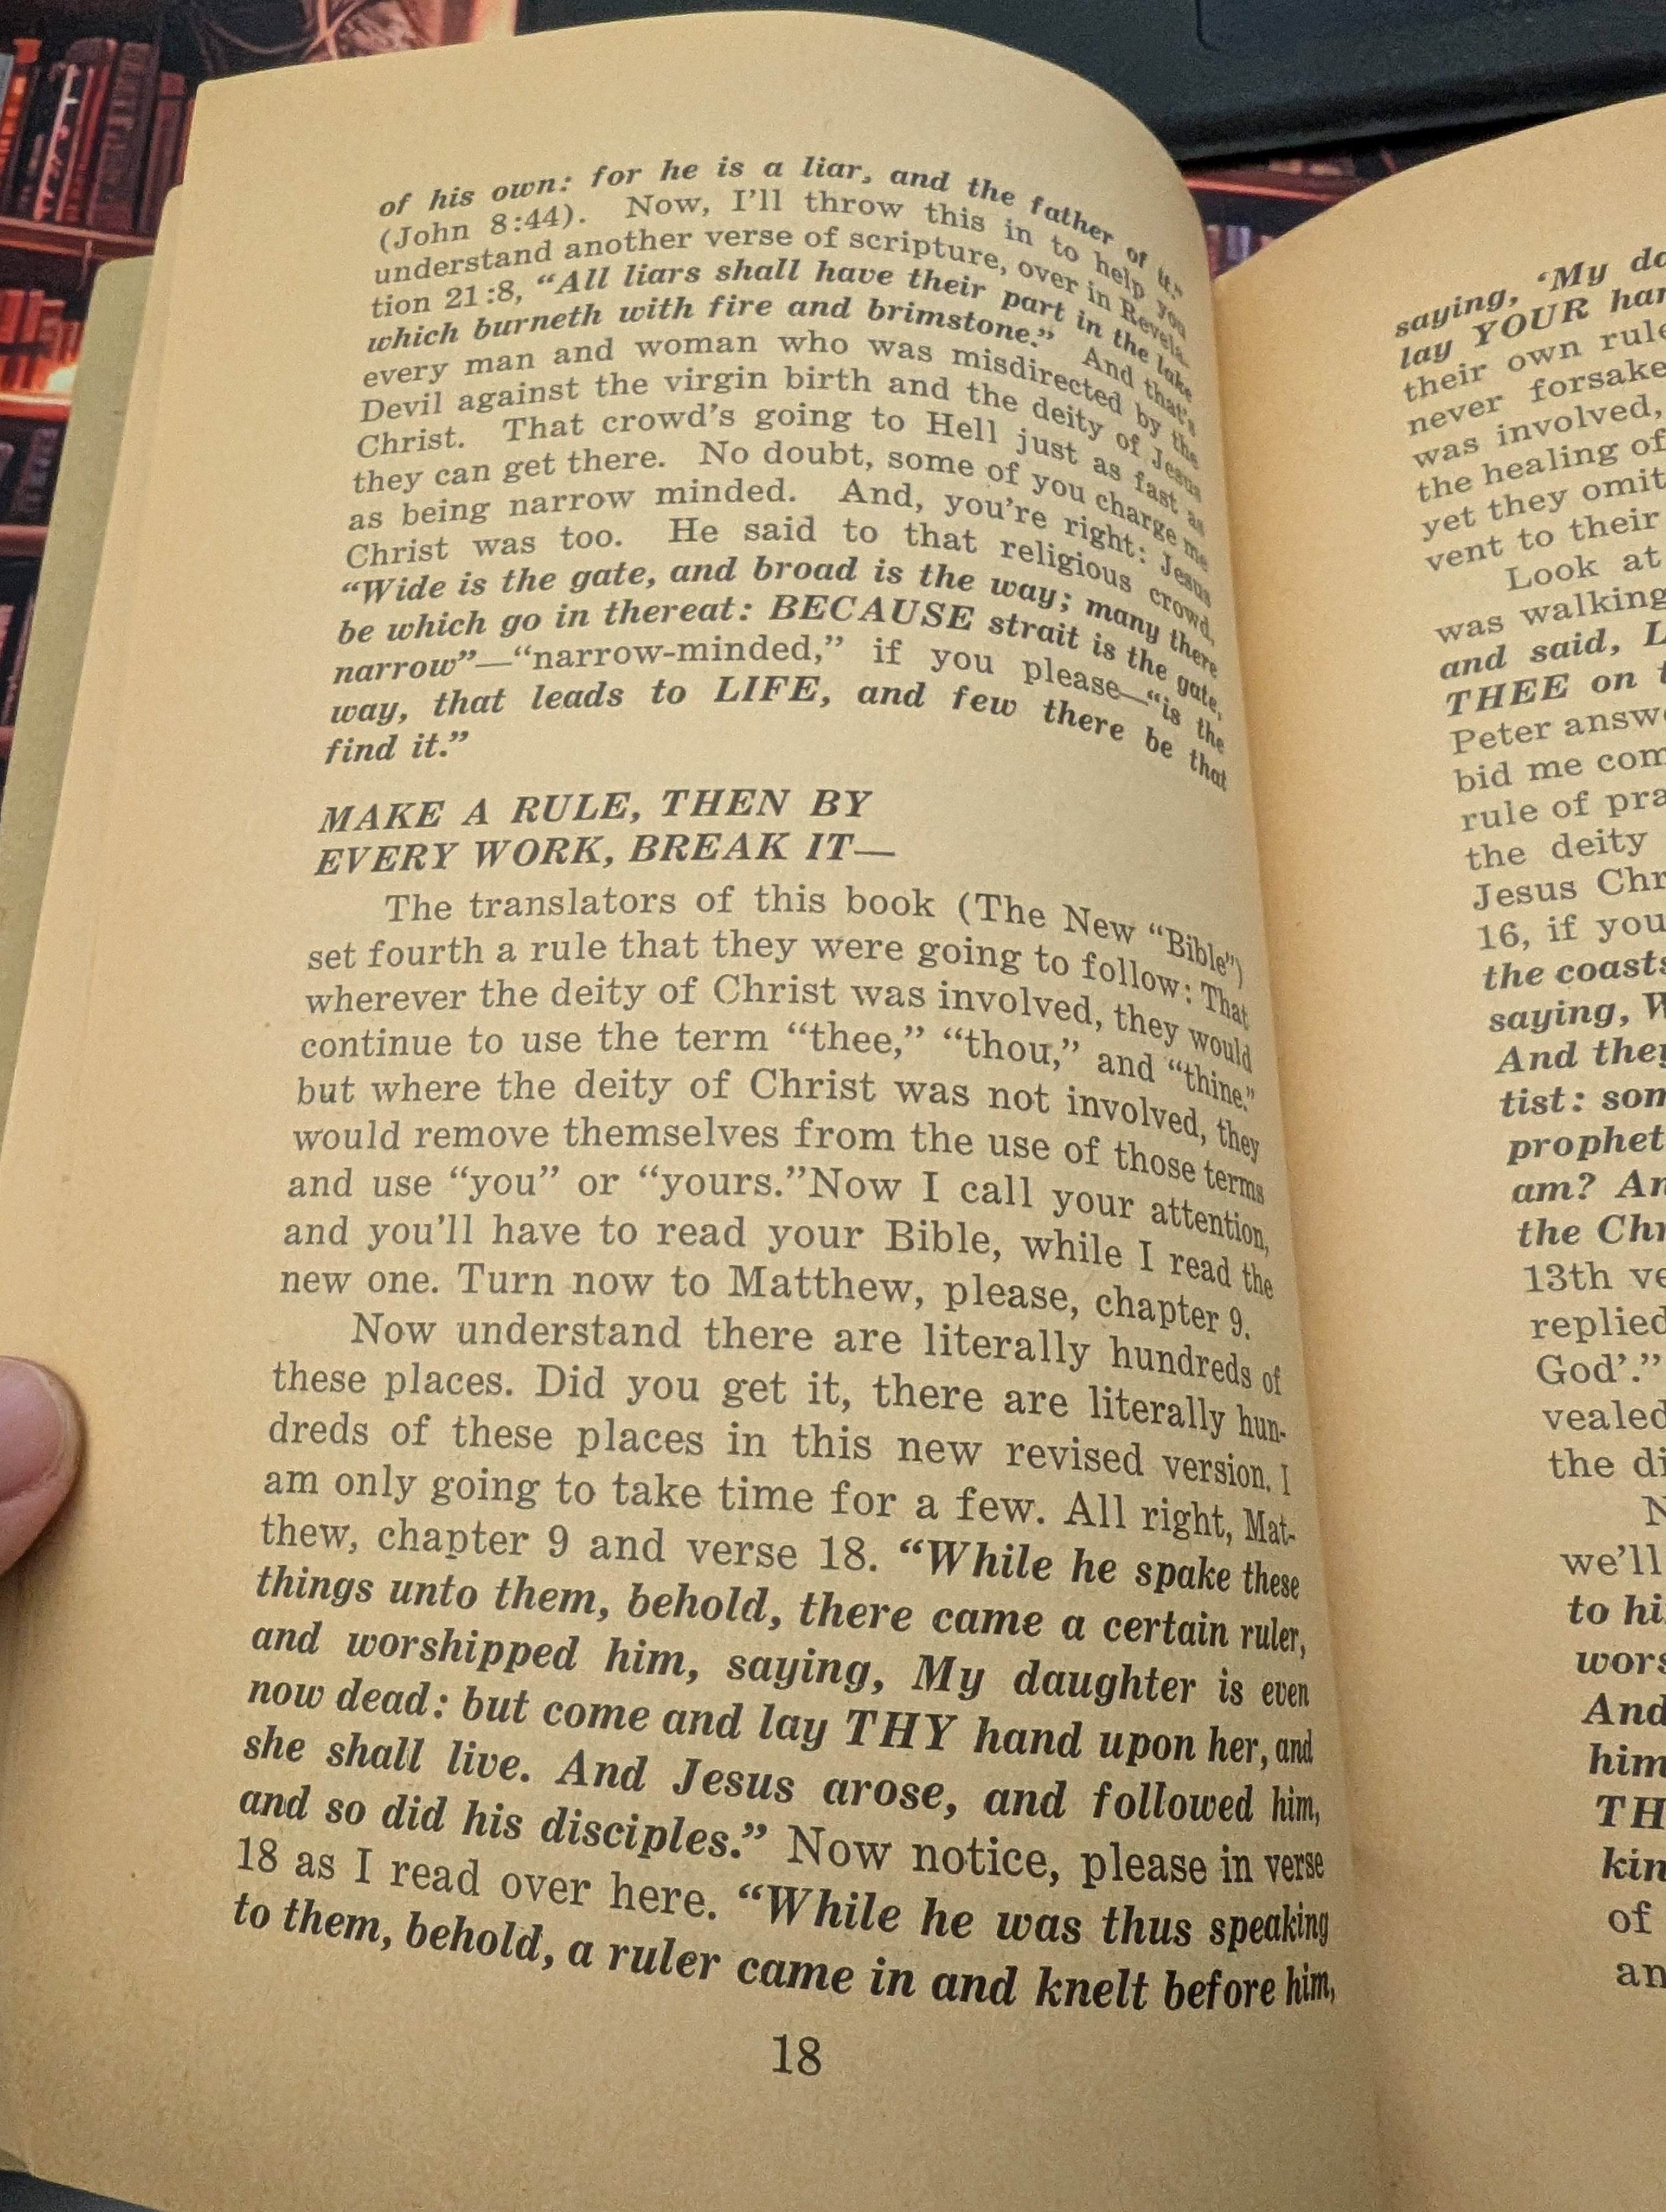 of his own: for he is a liar, and the father of it."
(John 8:44). Now, I'll throw this in to help you
understand another verse of scripture, over in Revela-
tion 21:8, “All liars shall have their part in the lake
which burneth with fire and brimstone.” And that's
every man and woman who was misdirected by the
Devil against the virgin birth and the deity of Jesus
Christ. That crowd's going to Hell just as fast as
they can get there. No doubt, some of you charge me
as being narrow minded. And, you're right: Jesus
Christ was too. He said to that religious crowd,
“Wide is the gate, and broad is the way; many there
be which go in thereat: BECAUSE strait is the gate,
narrow”—“narrow-minded,” if you please—“is the
way, that leads to LIFE, and few there be that
find it.”
MAKE A RULE, THEN BY
EVERY WORK, BREAK IT—
The translators of this book (The New “Bible”)
set fourth a rule that they were going to follow: That
wherever the deity of Christ was involved, they would
continue to use the term “thee,” “thou,” and “thine.”
but where the deity of Christ was not involved, they
would remove themselves from the use of those terms
and use “you” or “yours.”Now I call your attention,
and you'll have to read your Bible, while I read the
new one. Turn now to Matthew, please, chapter 9.
Now understand there are literally hundreds of
these places. Did you get it, there are literally hun-
dreds of these places in this new revised version. I
am only going to take time for a few. All right, Mat-
thew, chapter 9 and verse 18. “While he spake these
things unto them, behold, there came a certain ruler,
and worshipped him, saying, My daughter is even
now dead: but come and lay THY hand upon her, and
she shall live. And Jesus arose, and followed him,
and so did his disciples.” Now notice, please in verse
18 as I read over here. “While he was thus speaking
to them, behold, a ruler came in and knelt before him,
18
saying, ‘My
lay YOUR
their own
never forsake
was involved,
the healing of
yet they omit
vent to their
Look at
was walking
and said,
THEE on
Peter
bid me
rule of
the deity
Jesus
16, if you
the
saying,
And
tist:
prophet
am?
the
13th
replied
God’.”
the
we'll
to
And
him
of